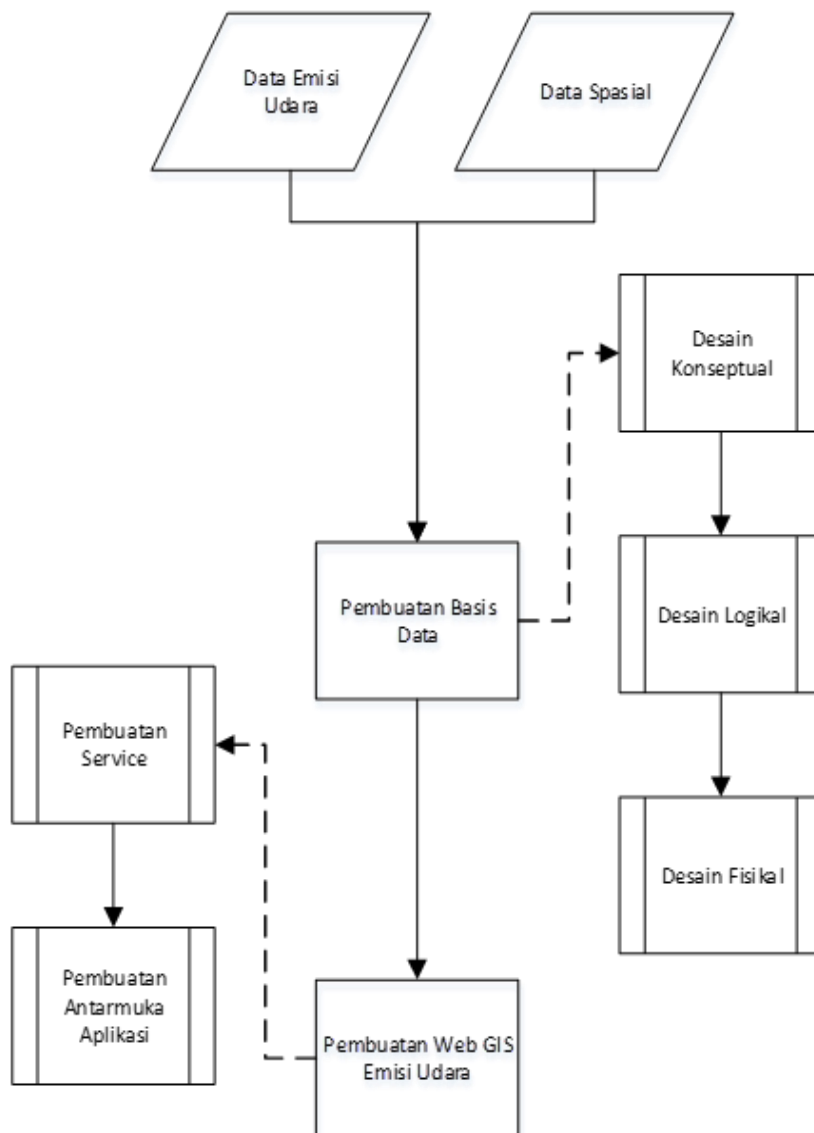 Data Emisi
Udara
Data Spasial
Desain
Konseptual
Pembuatan Basis
Data
Desain Logikal
Pembuatan
Service
Desain Fisikal
Pembuatan
Antarmuka
Aplikasi
Pembuatan Web GIS
Emisi Udara